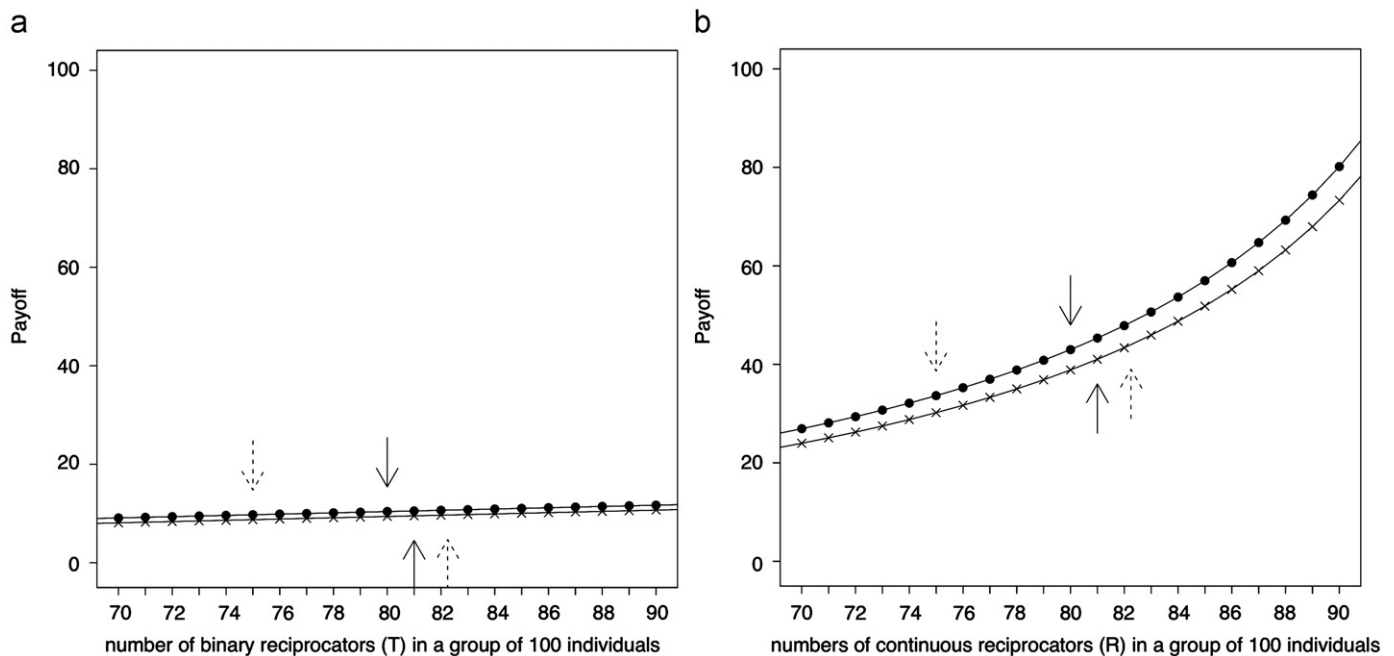 a
100
80
60
40
20
0
Payoff
70 72 74 76 78 80 82 84 86 88 90
number of binary reciprocators (T) in a group of 100 individuals
b
100
80
60
40
20
0
Payoff
70 72 74 76 78 80 82 84 86 88 90
numbers of continuous reciprocators (R) in a group of 100 individuals